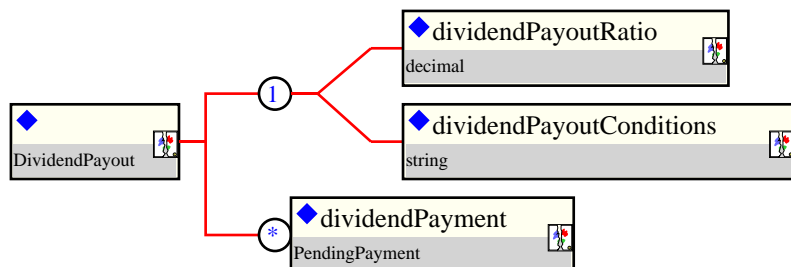 dividendPayoutRatio
decimal
1
DividendPayout
dividendPayoutConditions
string
*
dividendPayment
PendingPayment